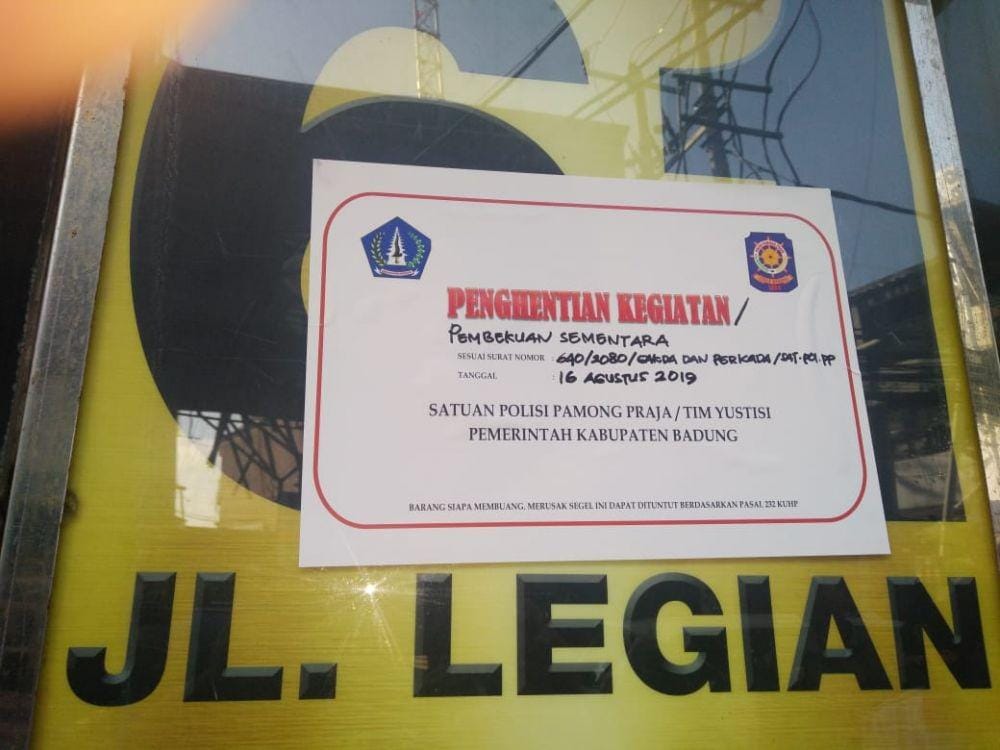 61
PENGHENTIAN KEGIATAN /
PEMBEKUAN SEMENTARA
SESUAI SURAT NOMOR : 640/3080/GAKDA DAN PERKADA/SAT.POL.PP
TANGGAL : 16 AGUSTUS 2019
SATUAN POLISI PAMONG PRAJA / TIM YUSTISI
PEMERINTAH KABUPATEN BADUNG
BARANG SIAPA MEMBUANG, MERUSAK SEGEL INI DAPAT DITUNTUT BERDASARKAN PASAL 232 KUHP
JL. LEGIAN